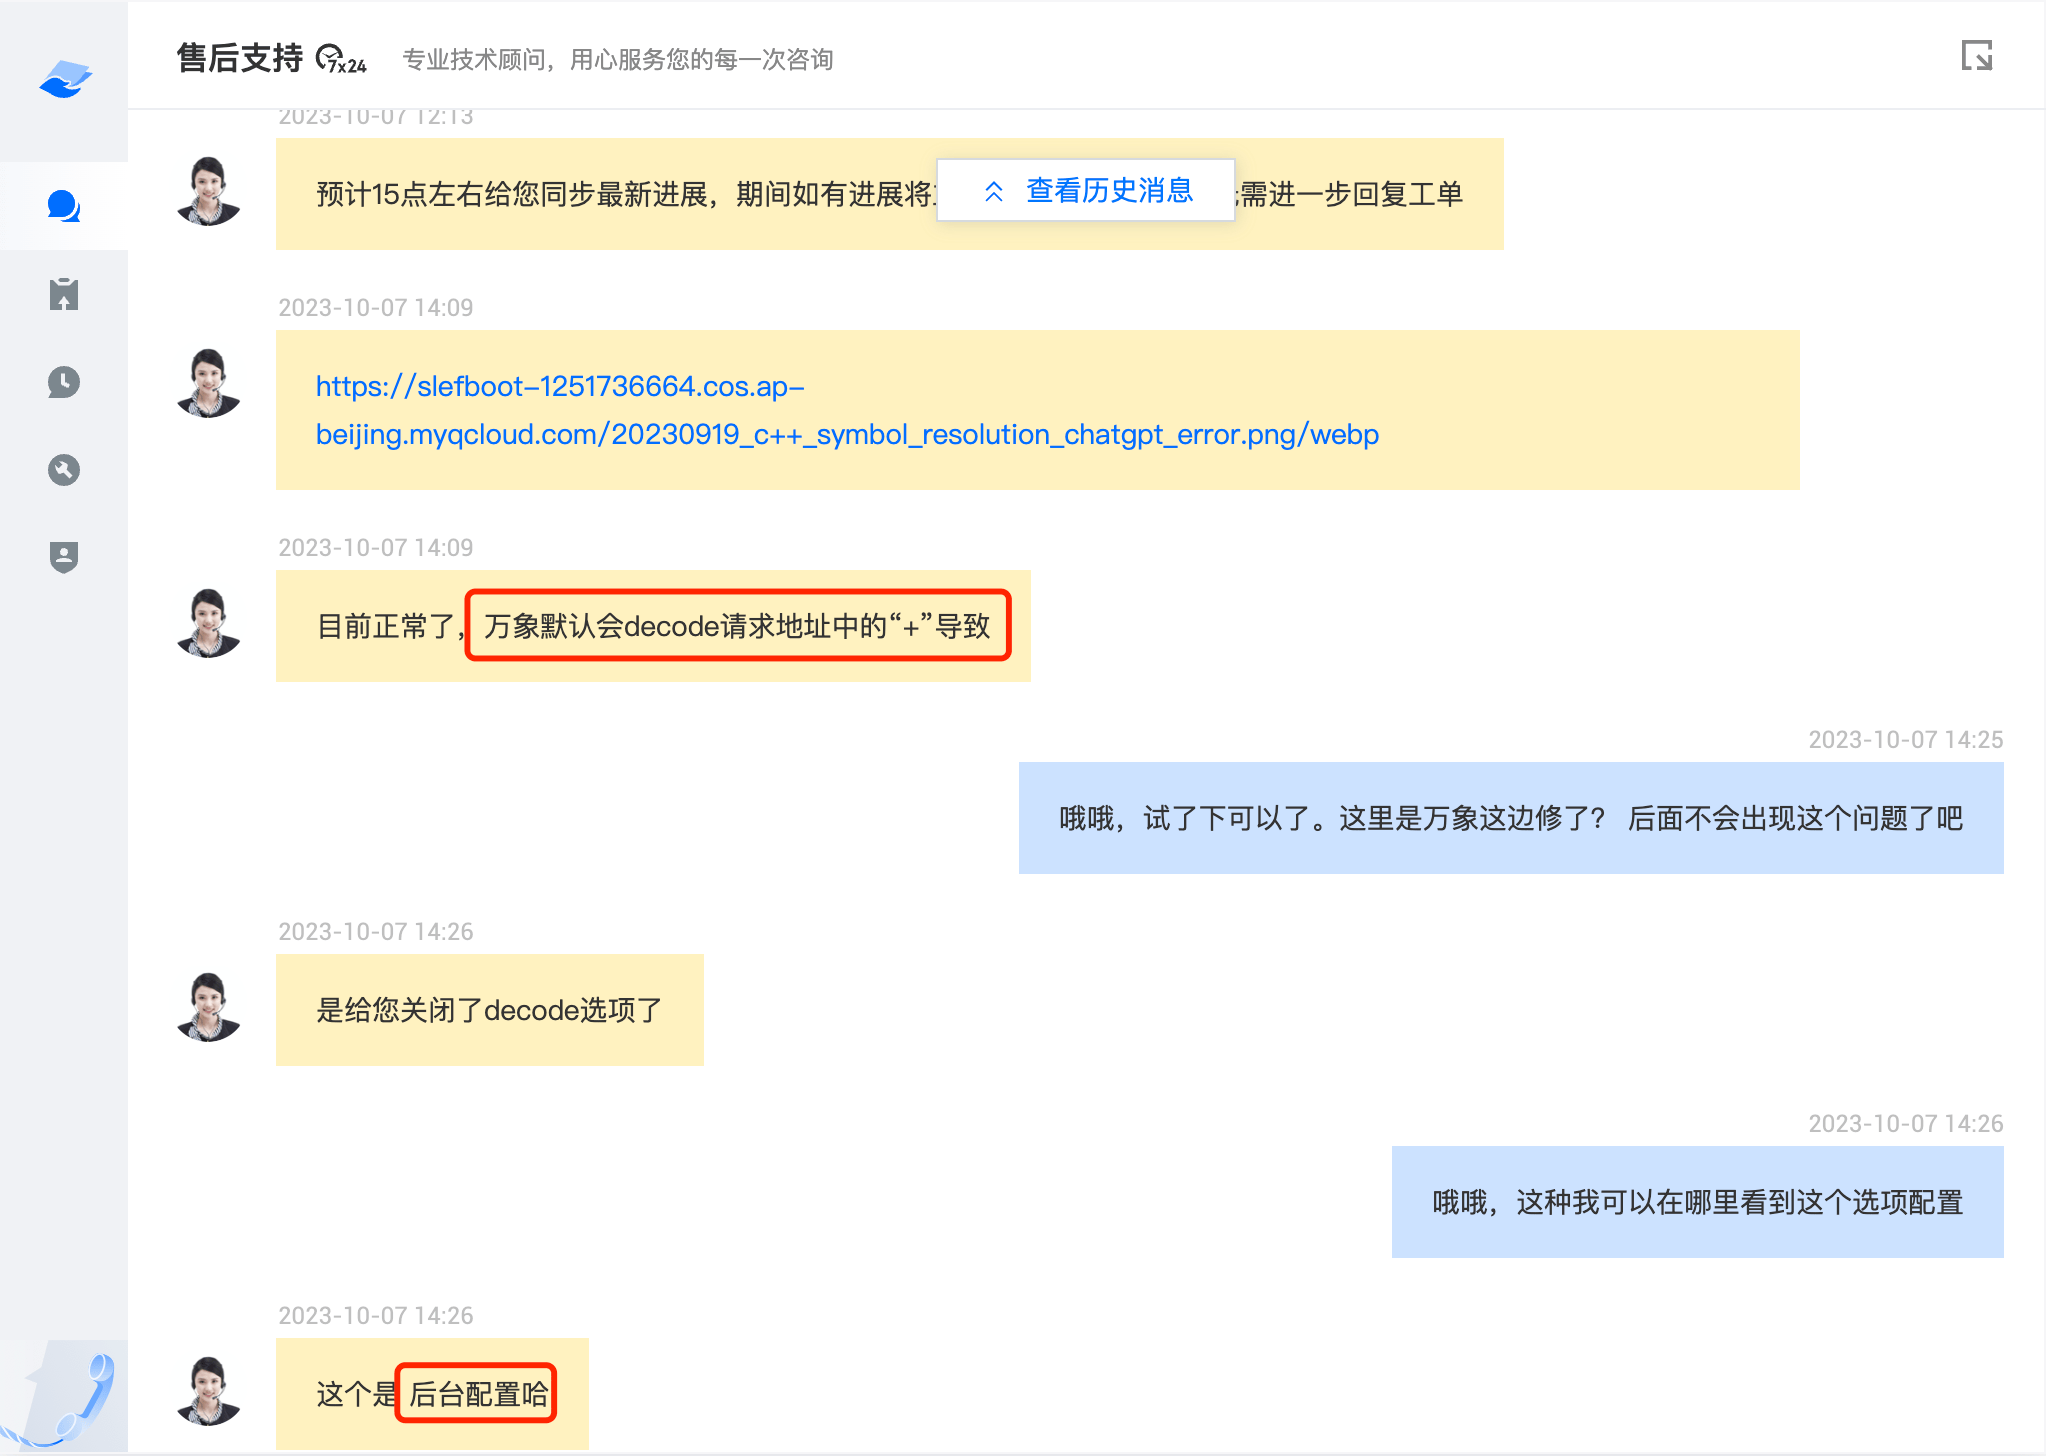 售后支持 7x24 专业技术顾问，用心服务您的每一次咨询
2023-10-07 12:13
预计15点左右给您同步最新进展，期间如有进展将
查看历史消息
需进一步回复工单
2023-10-07 14:09
https://slefboot-1251736664.cos.ap-
beijing.myqcloud.com/20230919_c++_symbol_resolution_chatgpt_error.png/webp
2023-10-07 14:09
目前正常了，万象默认会decode请求地址中的“+”导致
2023-10-07 14:25
哦哦，试了下可以了。这里是万象这边修了？ 后面不会出现这个问题了吧
2023-10-07 14:26
是给您关闭了decode选项了
2023-10-07 14:26
哦哦，这种我可以在哪里看到这个选项配置
2023-10-07 14:26
这个是后台配置哈